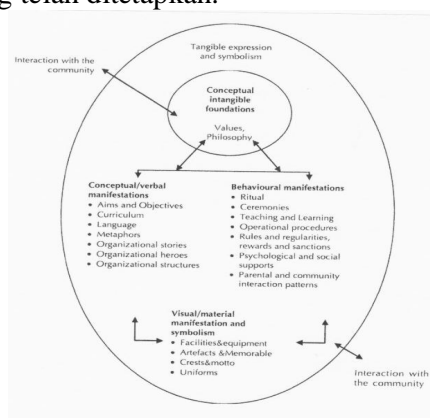 g telah ditetapkan.
Tangible expression
and symbolism
Interaction with the
community
Conceptual
intangible
foundations
Values,
Philosophy
Conceptual/verbal
manifestations
• Aims and Objectives
• Curriculum
• Language
• Metaphors
• Organizational stories
• Organizational heroes
• Organizational structures
Behavioural manifestations
• Ritual
• Ceremonies
• Teaching and Learning
• Operational procedures
• Rules and regularities,
rewards and sanctions
• Psychological and social
supports
• Parental and community
interaction patterns
Visual/material
manifestation and
symbolism
• Facilities&equipment
• Artefacts &Memorable
• Crests&motto
• Uniforms
Interaction with
the community